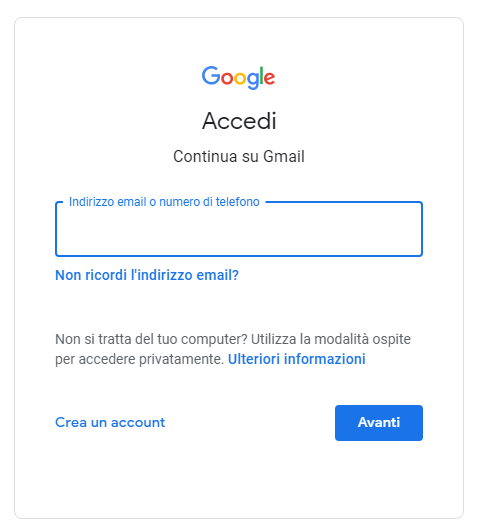 Google
Accedi
Continua su Gmail
Indirizzo email o numero di telefono
Non ricordi l'indirizzo email?
Non si tratta del tuo computer? Utilizza la modalità ospite
per accedere privatamente. Ulteriori informazioni
Crea un account
Avanti